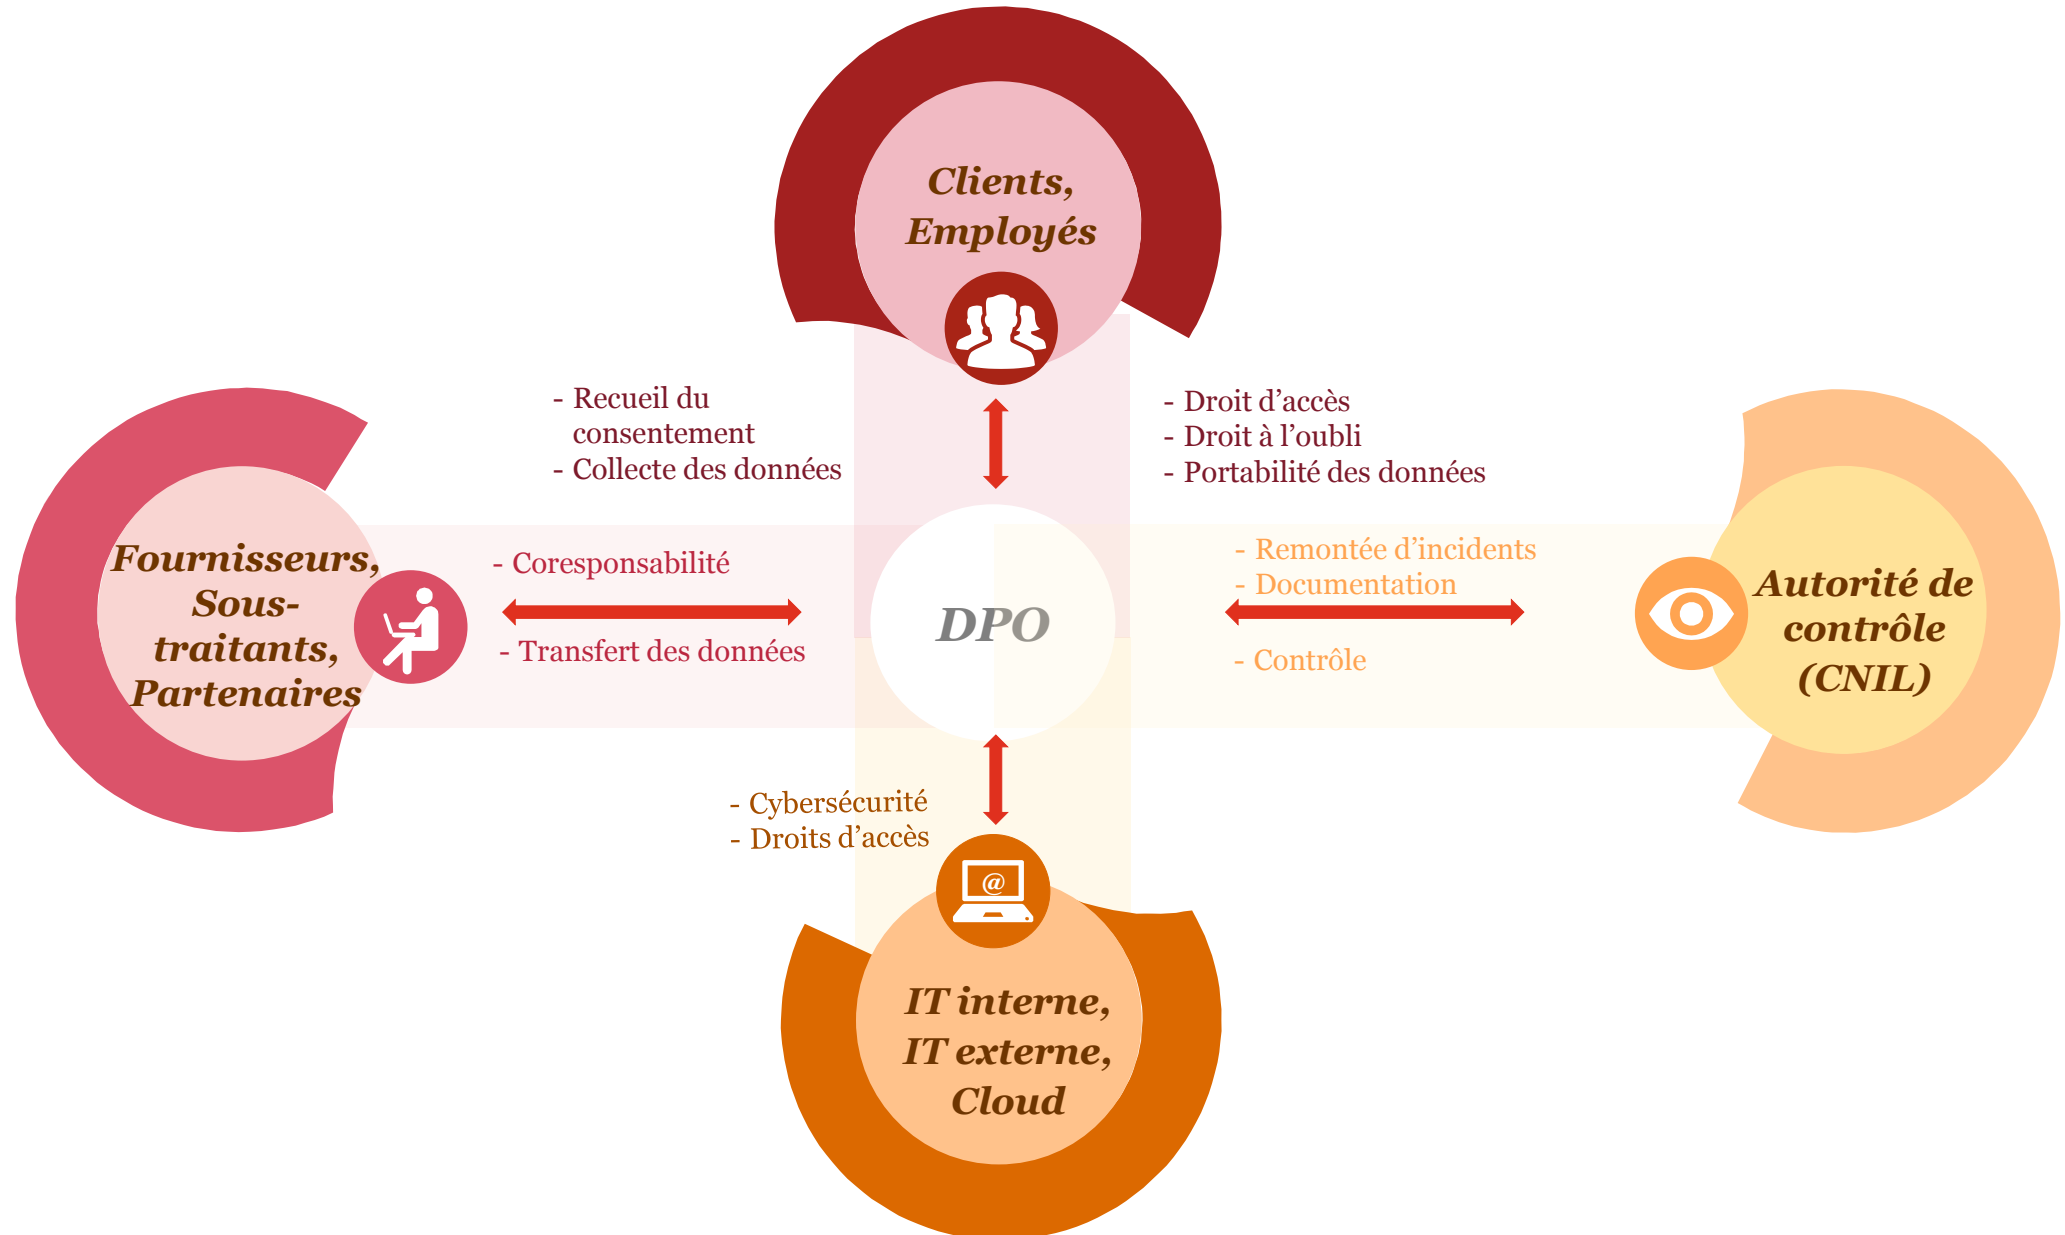 Clients,
Employés
- Recueil du
consentement
- Collecte des données
- Droit d’accès
- Droit à l’oubli
- Portabilité des données
Fournisseurs,
Sous-
traitants,
Partenaires
- Coresponsabilité
- Transfert des données
DPO
- Remontée d’incidents
- Documentation
- Contrôle
Autorité de
contrôle
(CNIL)
- Cybersécurité
- Droits d’accès
@
IT interne,
IT externe,
Cloud